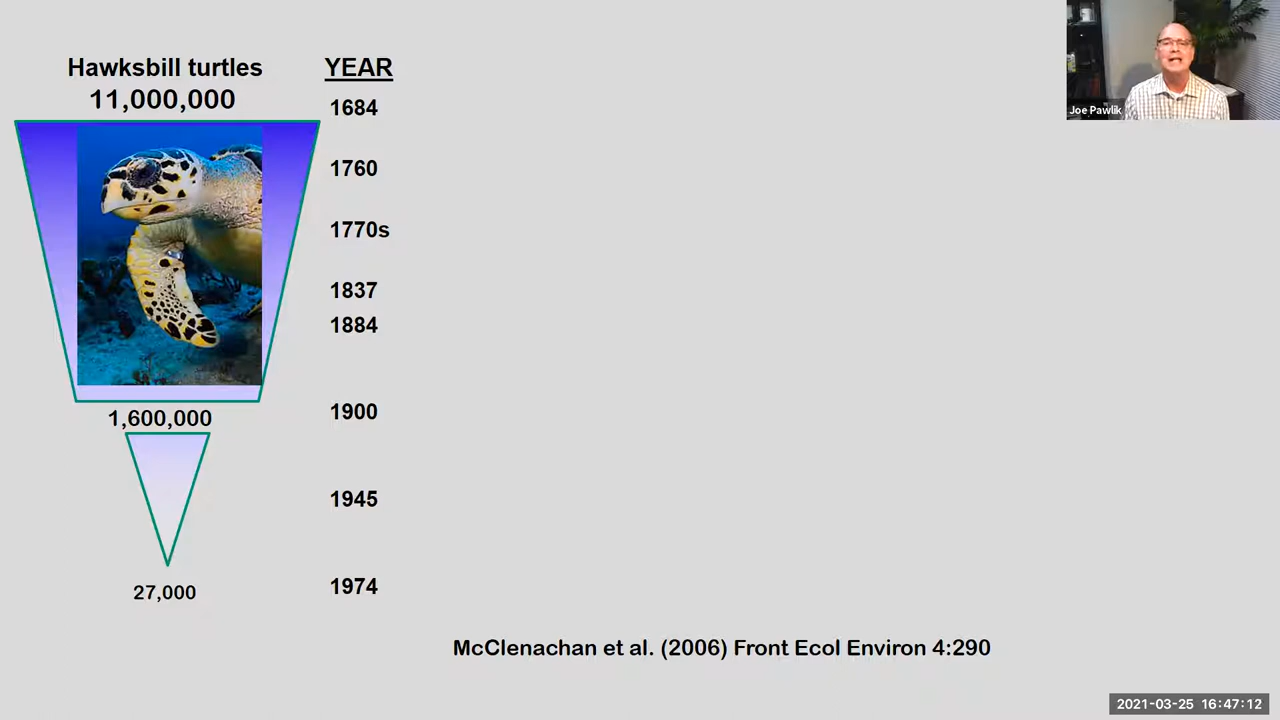 Hawksbill turtles
11,000,000
YEAR
1684
1760
1770s
1837
1884
1,600,000
1900
1945
27,000
1974
McClenachan et al. (2006) Front Ecol Environ 4:290
Joe Pawlik
2021-03-25 16:47:12